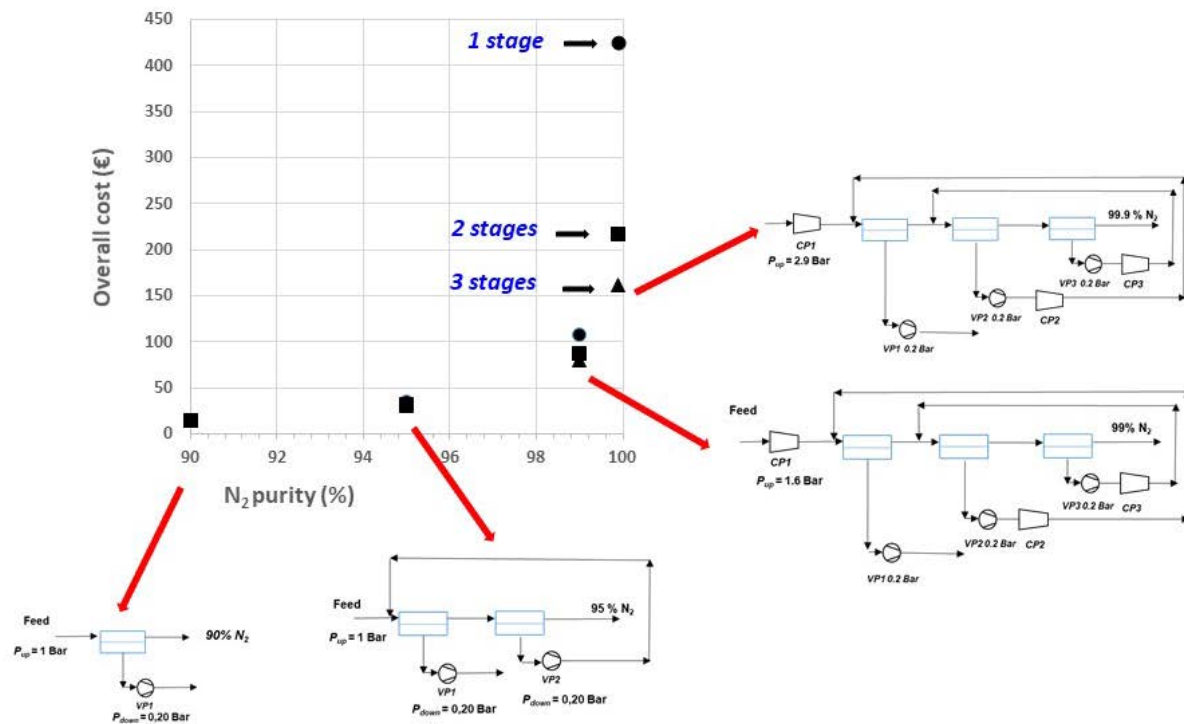 450
400
350
300
250
200
150
100
50
0
Overall cost (€)
90
92
94
96
98
100
N2 purity (%)
1 stage
2 stages
3 stages
CP1
Pup = 2.9 Bar
99.9 % N2
VP3 0.2 Bar
CP3
VP2 0.2 Bar
CP2
VP1 0.2 Bar
Feed
CP1
Pup = 1.6 Bar
99% N2
VP3 0.2 Bar
CP3
VP2 0.2 Bar
CP2
VP1 0.2 Bar
Feed
Pup = 1 Bar
90% N2
VP1
Pdown = 0,20 Bar
Feed
Pup = 1 Bar
95 % N2
VP1
Pdown = 0,20 Bar
VP2
Pdown = 0,20 Bar